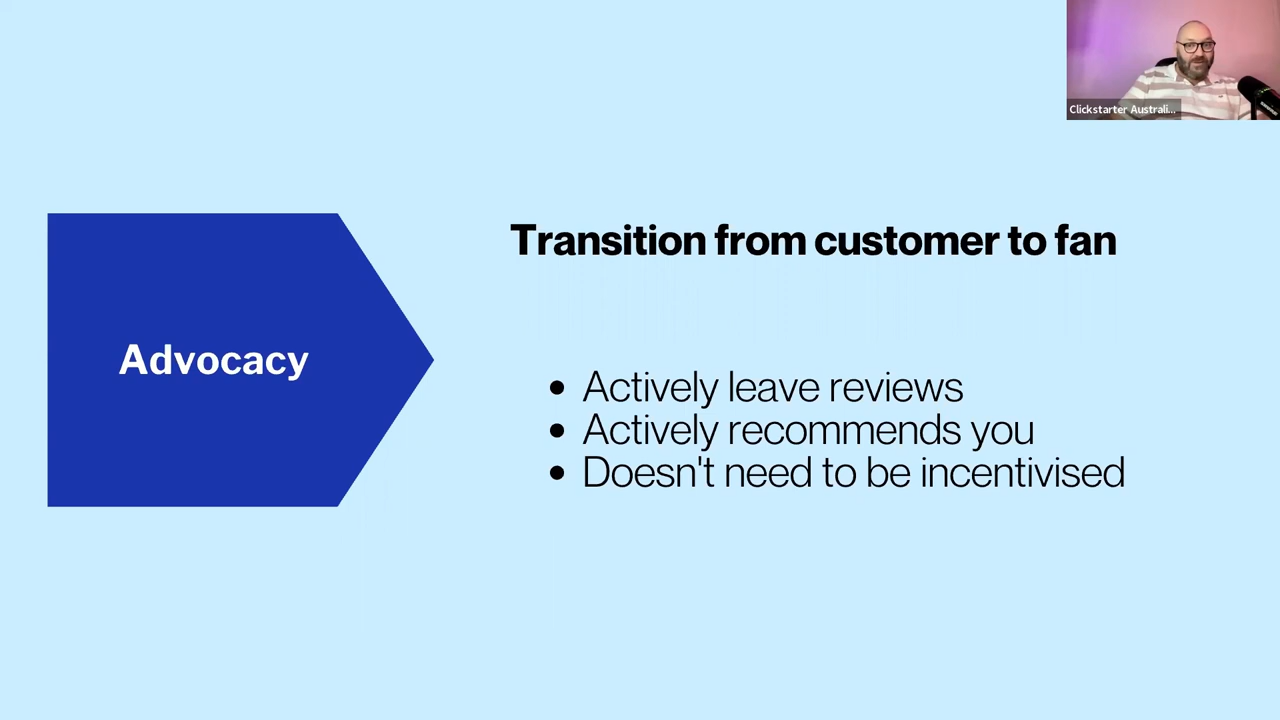 Clickstarter Australi...
Transition from customer to fan
Advocacy
• Actively leave reviews
• Actively recommends you
• Doesn't need to be incentivised